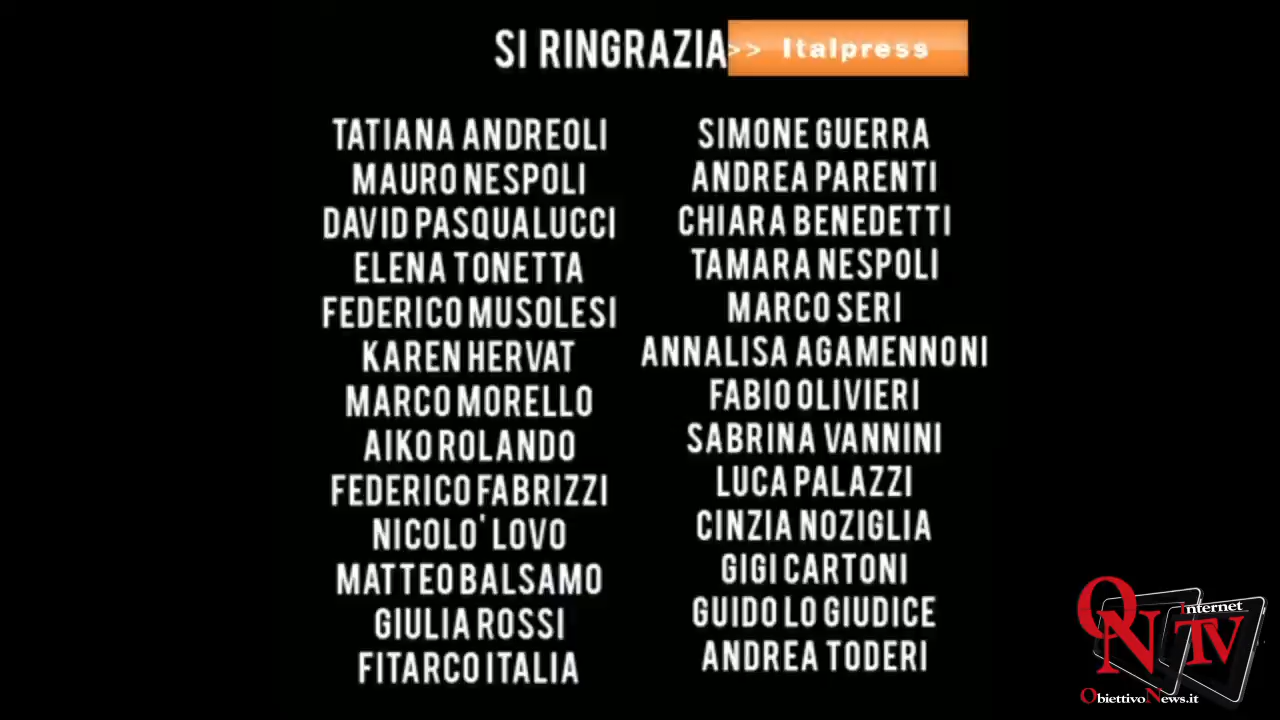 SI RINGRAZIA >> Italpress
TATIANA ANDREOLI
MAURO NESPOLI
DAVID PASQUALUCCI
ELENA TONETTA
FEDERICO MUSOLESI
KAREN HERVAT
MARCO MORELLO
AIKO ROLANDO
FEDERICO FABRIZZI
NICOLO' LOVO
MATTEO BALSAMO
GIULIA ROSSI
FITARCO ITALIA
SIMONE GUERRA
ANDREA PARENTI
CHIARA BENEDETTI
TAMARA NESPOLI
MARCO SERI
ANNALISA AGAMENNONI
FABIO OLIVIERI
SABRINA VANNINI
LUCA PALAZZI
CINZIA NOZIGLIA
GIGI CARTONI
GUIDO LO GIUDICE
ANDREA TODERI
ON Internet TV
ObiettivoNews.it